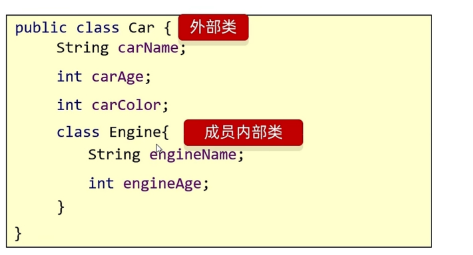 public class Car { 外部类
String carName;
int carAge;
int carColor;
class Engine{ 成员内部类
String engineName;
int engineAge;
}
}